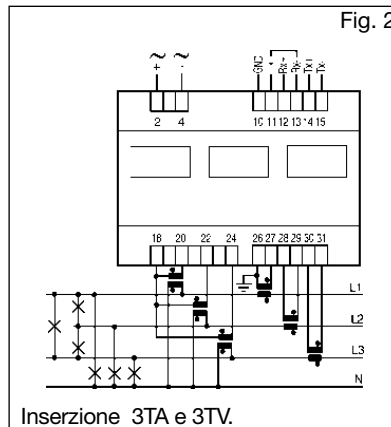 Fig. 2
~ ~
+ - GND * Rx+ Rx- Tx+ Tx-
2 4 10 11 12 13 14 15
18 20 22 24 26 27 28 29 30 31
L1
L2
L3
N
Inserzione 3TA e 3TV.